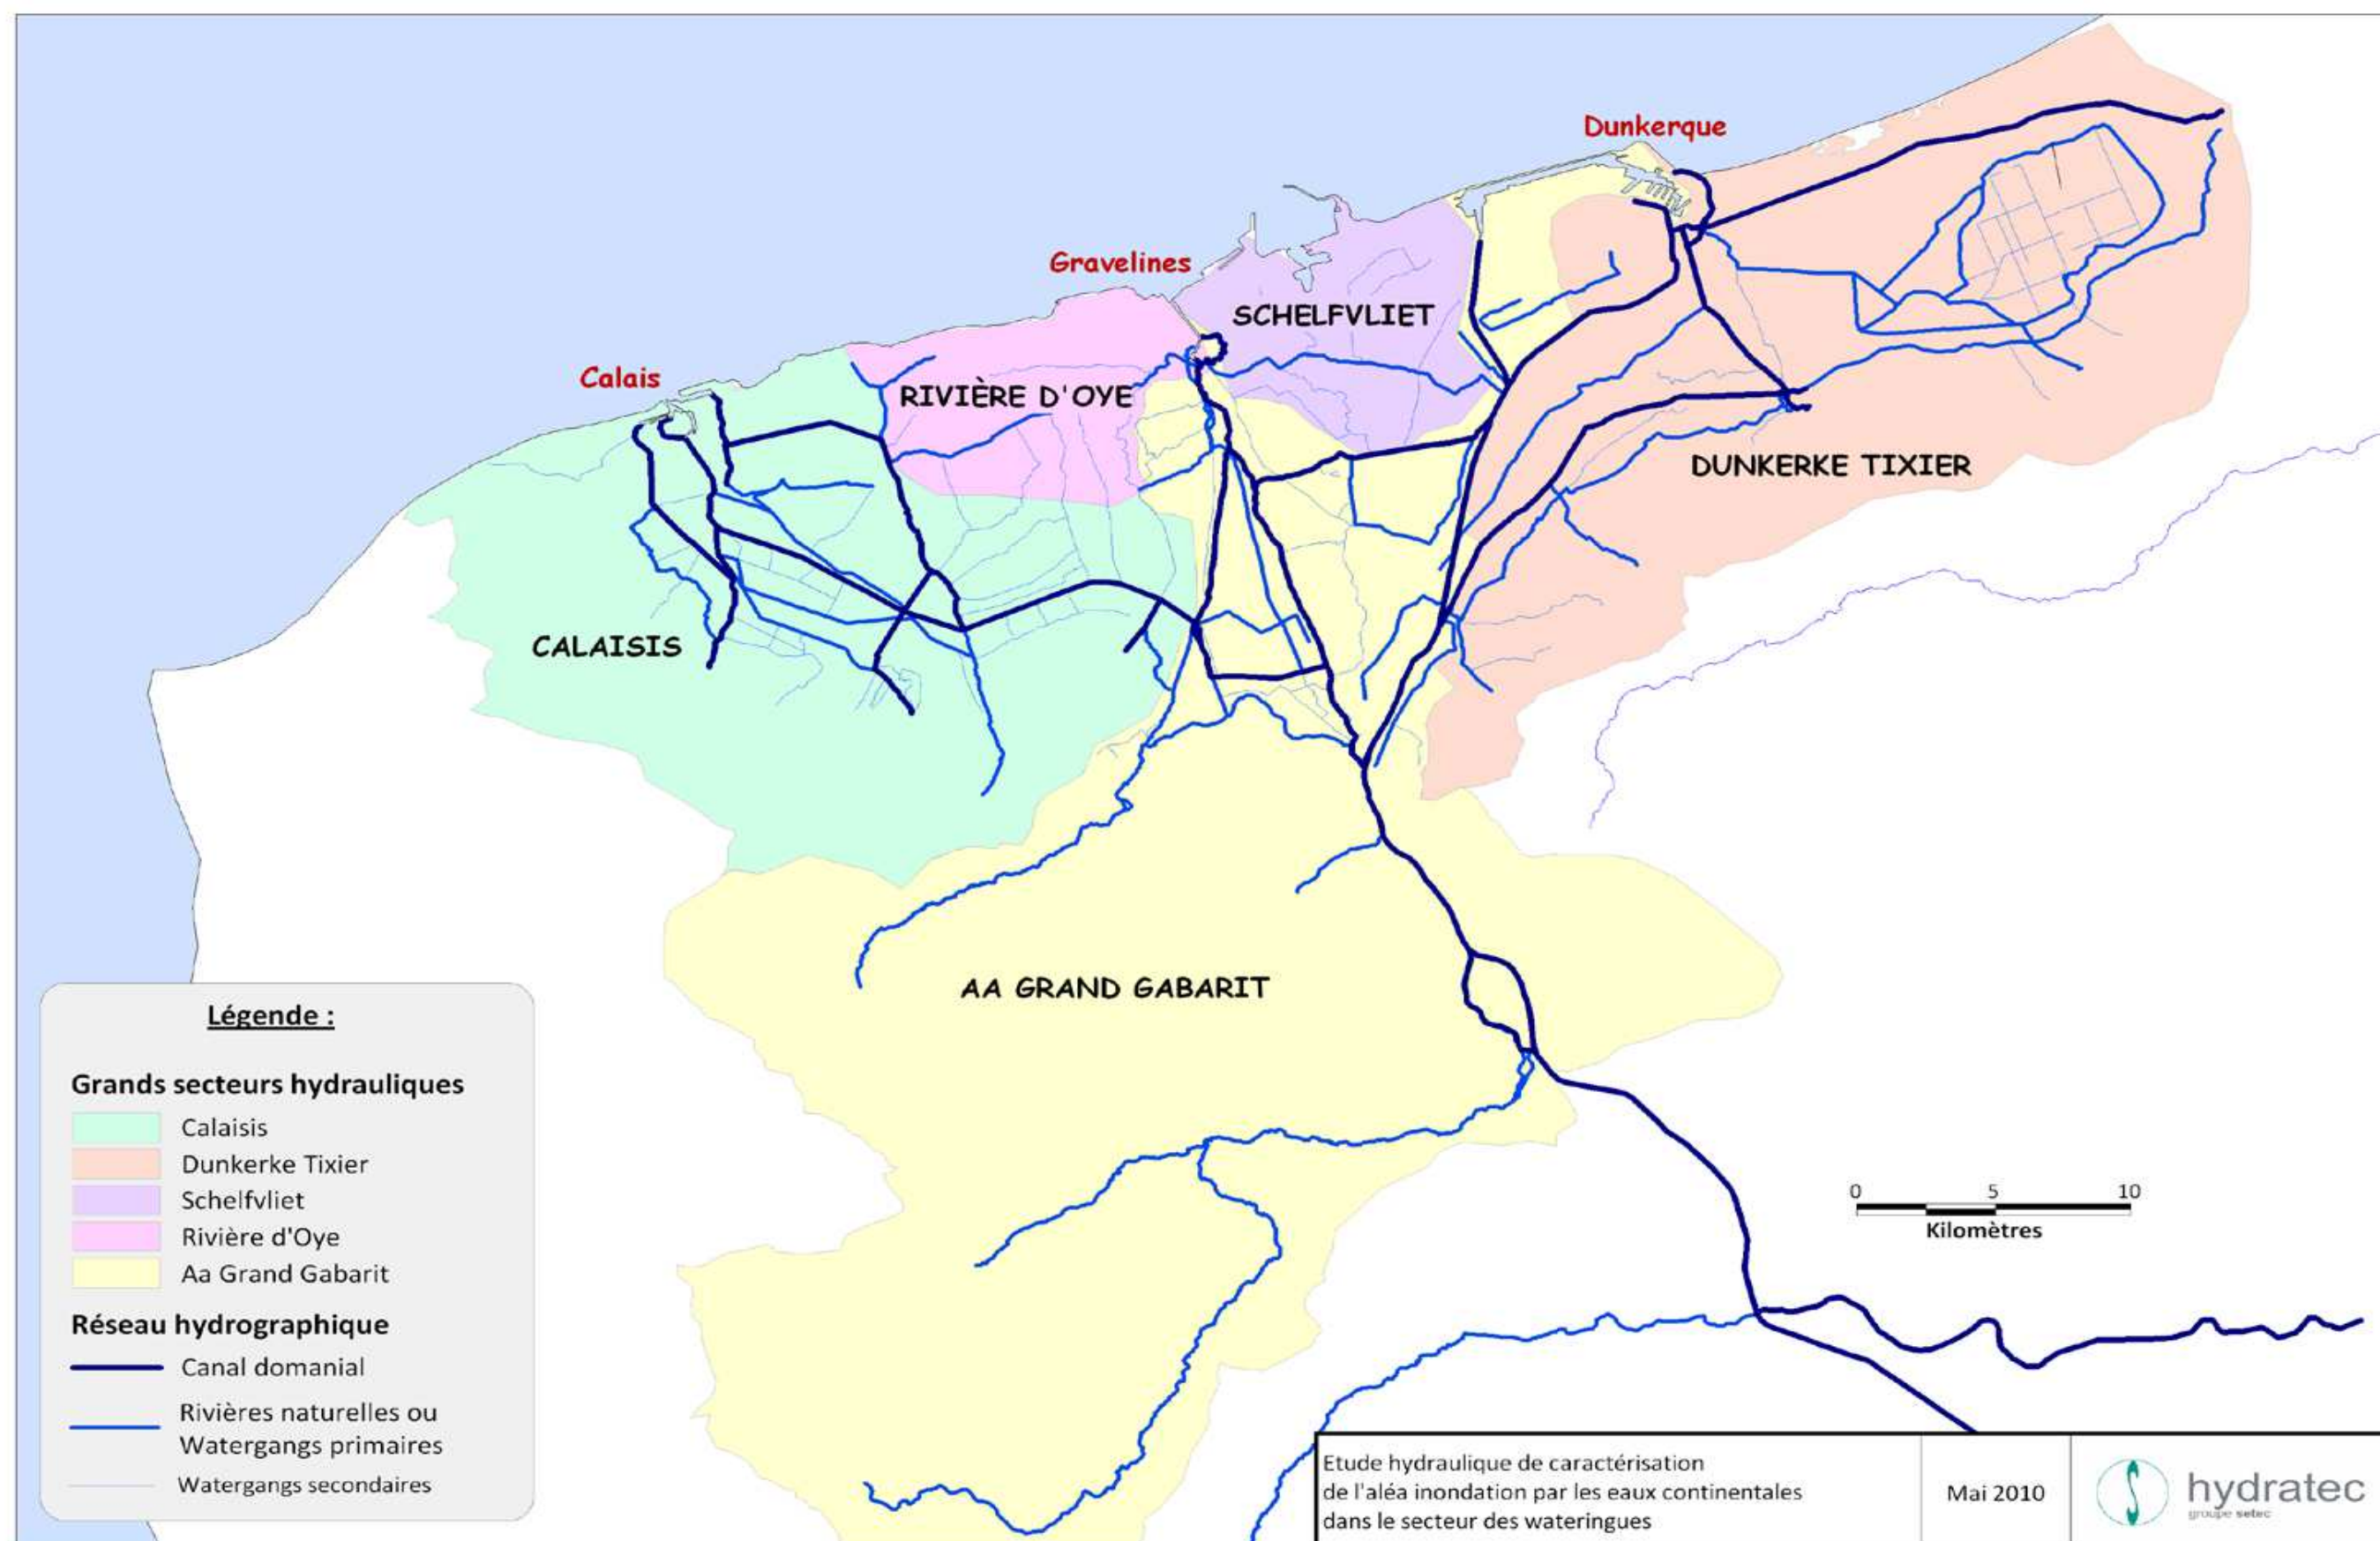 Dunkerque
Gravelines
SCHELFVLIET
Calais
RIVIÈRE D'OYE
DUNKERKE TIXIER
CALAISIS
AA GRAND GABARIT
Légende :
Grands secteurs hydrauliques
Calaisis
Dunkerke Tixier
Schelfvliet
Rivière d'Oye
Aa Grand Gabarit
Réseau hydrographique
Canal domanial
Rivières naturelles ou
Watergangs primaires
Watergangs secondaires
0 5 10
Kilomètres
Etude hydraulique de caractérisation
de l'aléa inondation par les eaux continentales
dans le secteur des wateringues
Mai 2010
hydratec
groupe setec